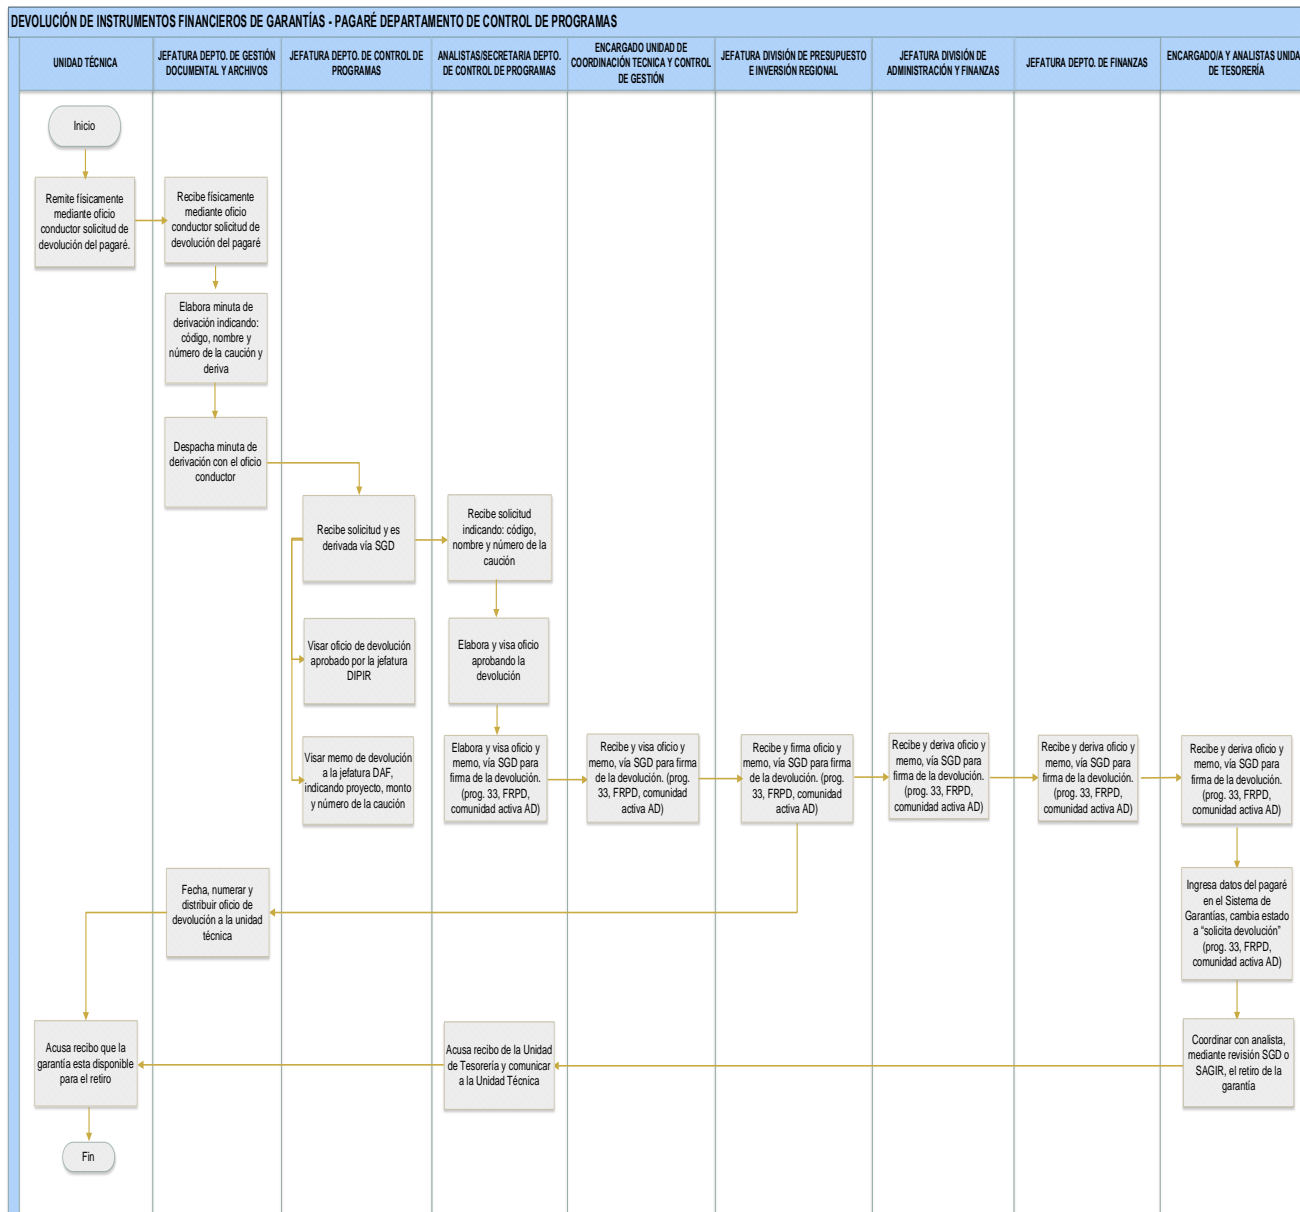 DEVOLUCIÓN DE INSTRUMENTOS FINANCIEROS DE GARANTÍAS - PAGARÉ DEPARTAMENTO DE CONTROL DE PROGRAMAS
UNIDAD TÉCNICA
JEFATURA DEPTO. DE GESTIÓN
DOCUMENTAL Y ARCHIVOS
JEFATURA DEPTO. DE CONTROL DE
PROGRAMAS
ANALISTAS/SECRETARIA DEPTO.
DE CONTROL DE PROGRAMAS
ENCARGADO UNIDAD DE
COORDINACIÓN TECNICA Y CONTROL
DE GESTIÓN
JEFATURA DIVISIÓN DE PRESUPUESTO
E INVERSIÓN REGIONAL
JEFATURA DIVISIÓN DE
ADMINISTRACIÓN Y FINANZAS
JEFATURA DEPTO. DE FINANZAS
ENCARGADO/A Y ANALISTAS UNIDA
DE TESORERÍA
Inicio
Remite físicamente
mediante oficio
conductor solicitud de
devolución del pagaré.
Recibe físicamente
mediante oficio
conductor solicitud de
devolución del pagaré
Elabora minuta de
derivación indicando:
código, nombre y
número de la caución y
deriva
Despacha minuta de
derivación con el oficio
conductor
Recibe solicitud y es
derivada vía SGD
Recibe solicitud
indicando: código,
nombre y número de la
caución
Visar oficio de devolución
aprobado por la jefatura
DIPIR
Elabora y visa oficio
aprobando la
devolución
Visar memo de devolución
a la jefatura DAF,
indicando proyecto, monto
y número de la caución
Elabora y visa oficio y
memo, vía SGD para
firma de la devolución.
(prog. 33, FRPD,
comunidad activa AD)
Recibe y visa oficio y
memo, vía SGD para firma
de la devolución. (prog.
33, FRPD, comunidad
activa AD)
Recibe y firma oficio y
memo, vía SGD para firma
de la devolución. (prog.
33, FRPD, comunidad
activa AD)
Recibe y deriva oficio y
memo, vía SGD para
firma de la devolución.
(prog. 33, FRPD,
comunidad activa AD)
Recibe y deriva oficio y
memo, vía SGD para
firma de la devolución.
(prog. 33, FRPD,
comunidad activa AD)
Recibe y deriva oficio y
memo, vía SGD para
firma de la devolución.
(prog. 33, FRPD,
comunidad activa AD)
Fecha, numerar y
distribuir oficio de
devolución a la unidad
técnica
Ingresa datos del pagaré
en el Sistema de
Garantías, cambia estado
a “solicita devolución”
(prog. 33, FRPD,
comunidad activa AD)
Acusa recibo que la
garantía esta disponible
para el retiro
Acusa recibo de la Unidad
de Tesorería y comunicar
a la Unidad Técnica
Coordinar con analista,
mediante revisión SGD o
SAGIR, el retiro de la
garantía
Fin